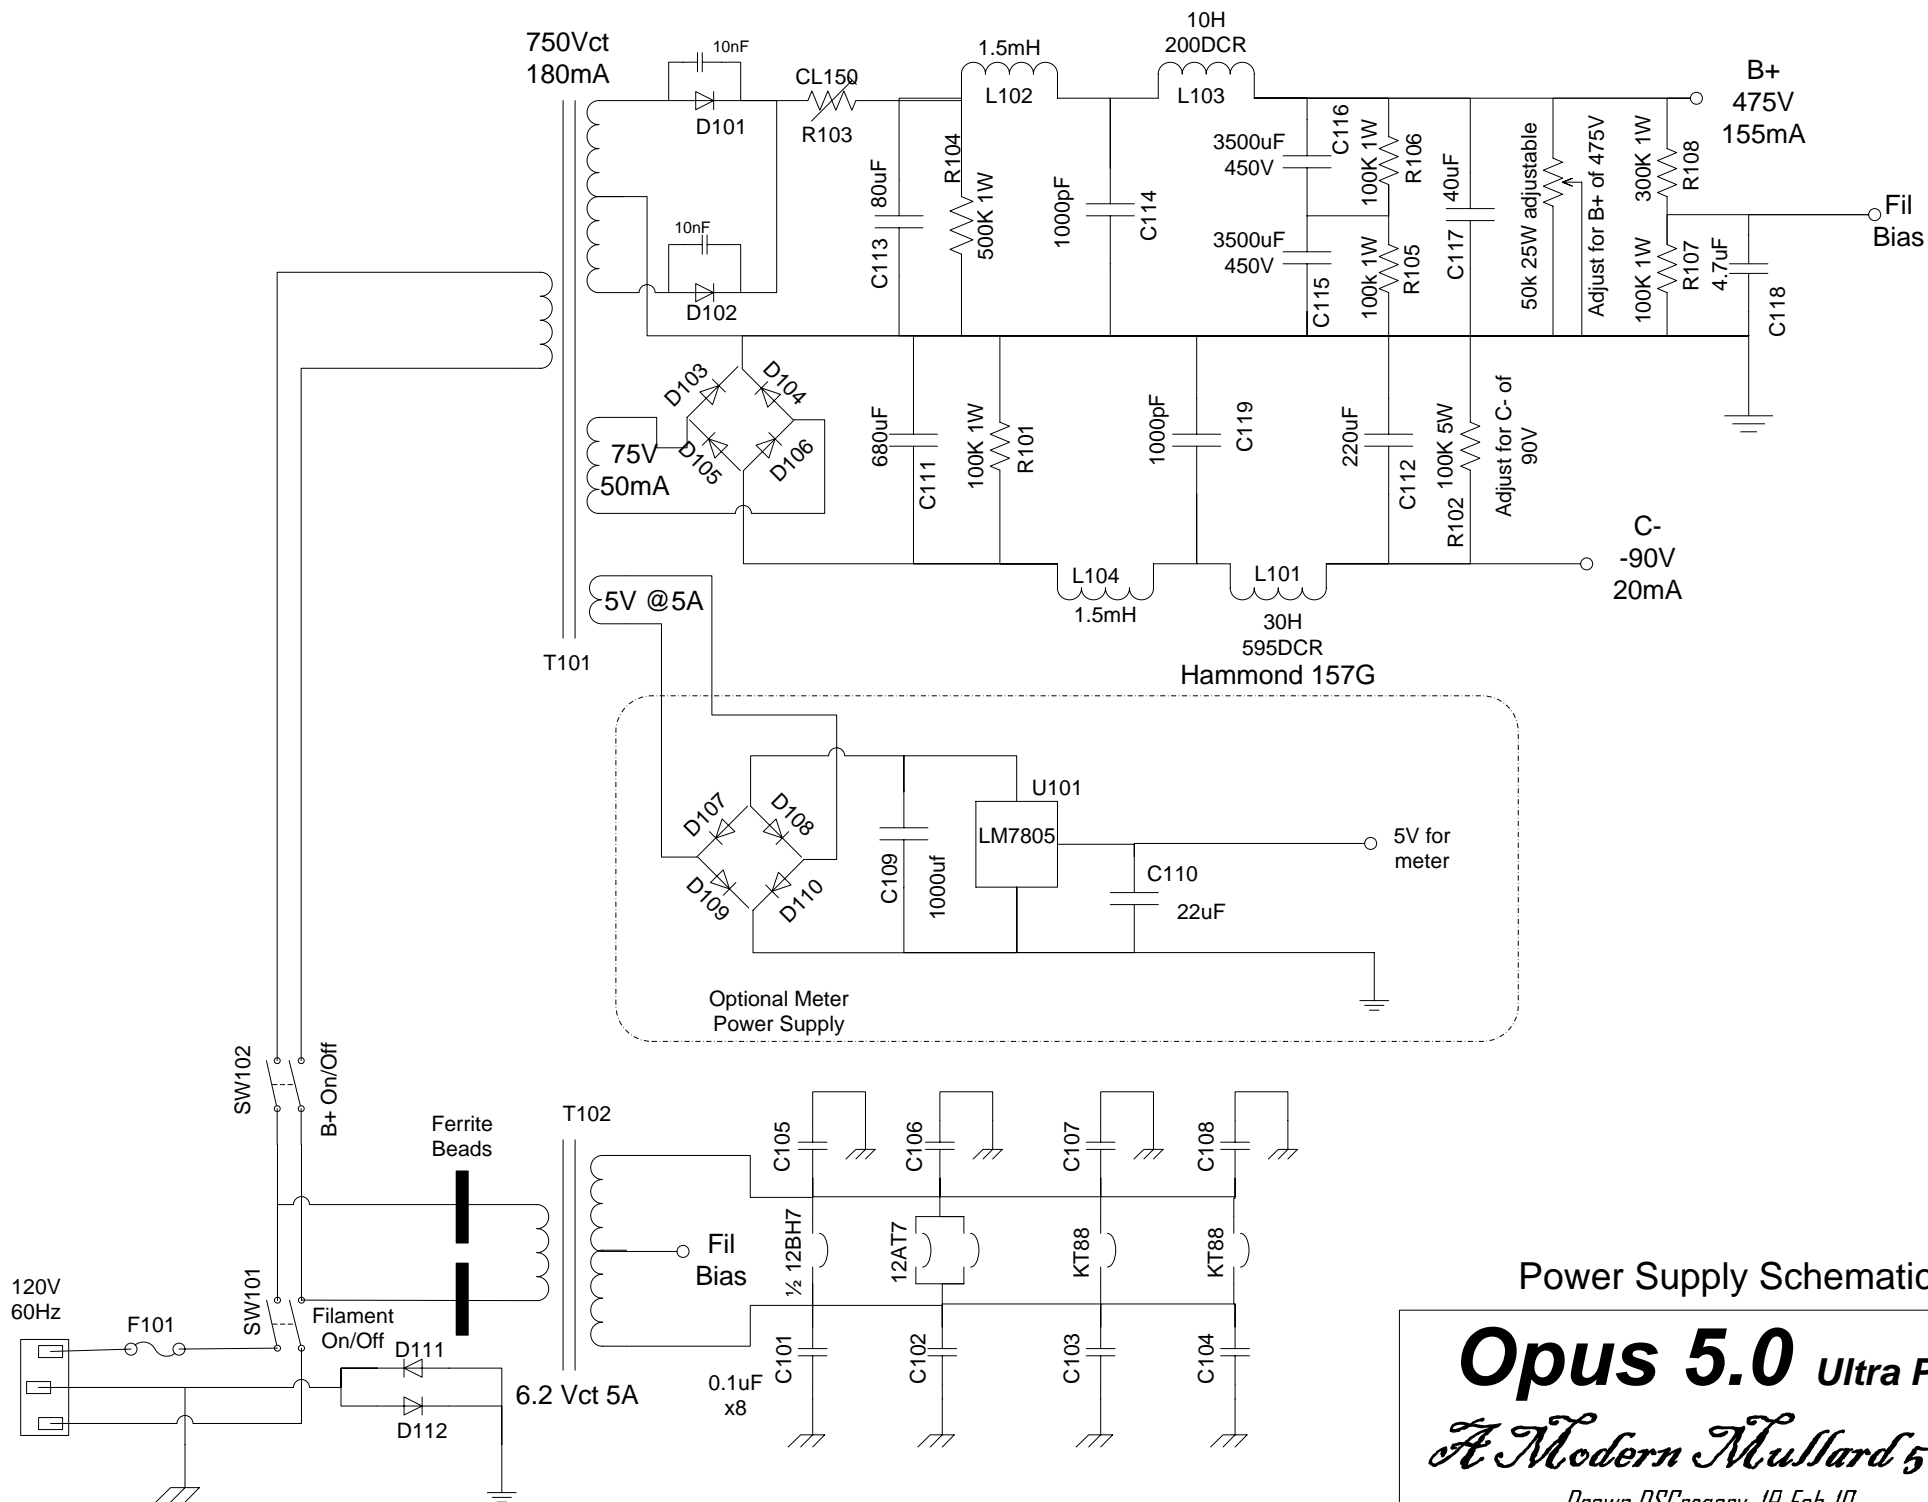 750Vct
180mA
10nF
D101
CL150
R103
1.5mH
L102
10H
200DCR
L103
B+
475V
155mA
10nF
D102
80uF
C113
R104
500K 1W
1000pF
C114
3500uF
450V
C116
3500uF
450V
C115
100K 1W
R106
100k 1W
R105
40uF
C117
50k 25W adjustable
Adjust for B+ of 475V
300K 1W
R108
100K 1W
R107
4.7uF
C118
Fil
Bias
D103
D104
D105
D106
75V
50mA
680uF
C111
100K 1W
R101
1000pF
C119
220uF
C112
100K 5W
R102
Adjust for C- of
90V
C-
-90V
20mA
L104
1.5mH
L101
30H
595DCR
Hammond 157G
5V @5A
T101
D107
D108
D109
D110
C109
1000uf
U101
LM7805
C110
22uF
5V for
meter
Optional Meter
Power Supply
SW102
B+ On/Off
Ferrite
Beads
T102
C105
C106
C107
C108
½ 12BH7
12AT7
KT88
KT88
Fil
Bias
120V
60Hz
F101
SW101
Filament
On/Off
D111
D112
6.2 Vct 5A
0.1uF
x8
C101
C102
C103
C104
Power Supply Schematic
Opus 5.0 Ultra
A Modern Mullard 5